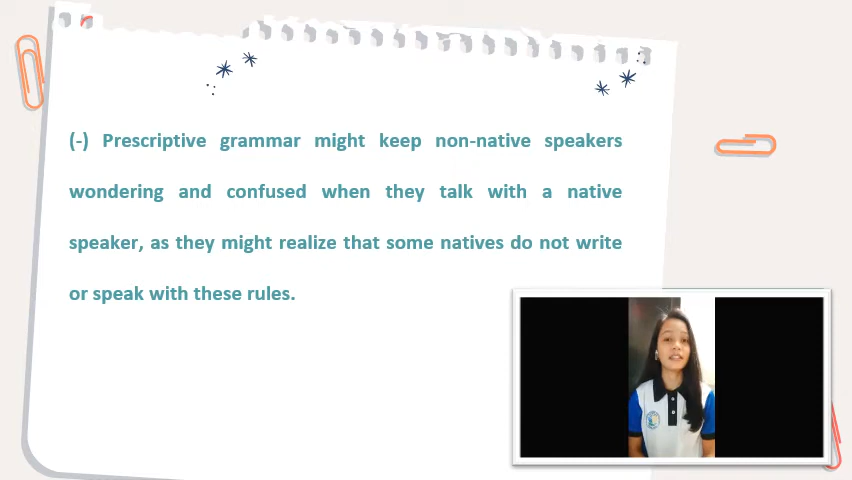 (-) Prescriptive grammar might keep non-native speakers
wondering and confused when they talk with a native
speaker, as they might realize that some natives do not write
or speak with these rules.